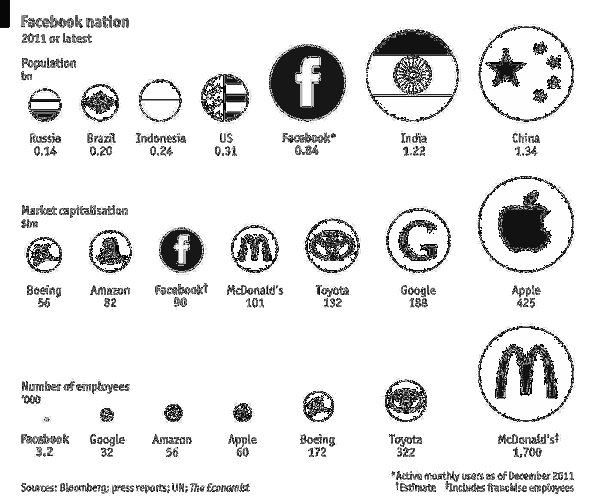 Facebook nation
2011 or latest
Population
bn
Russia Brazil Indonesia US Facebook* India China
0.14 0.20 0.24 0.31 0.84 1.22 1.34
Market capitalisation
$bn
Boeing Amazon Facebook† McDonald's Toyota Google Apple
56 82 90 101 132 188 425
Number of employees
'000
Facebook Google Amazon Apple Boeing Toyota McDonald's‡
3.2 32 56 60 172 322 1,700
*Active monthly users as of December 2011
Sources: Bloomberg; press reports; UN; The Economist †Estimate ‡Includes franchise employees